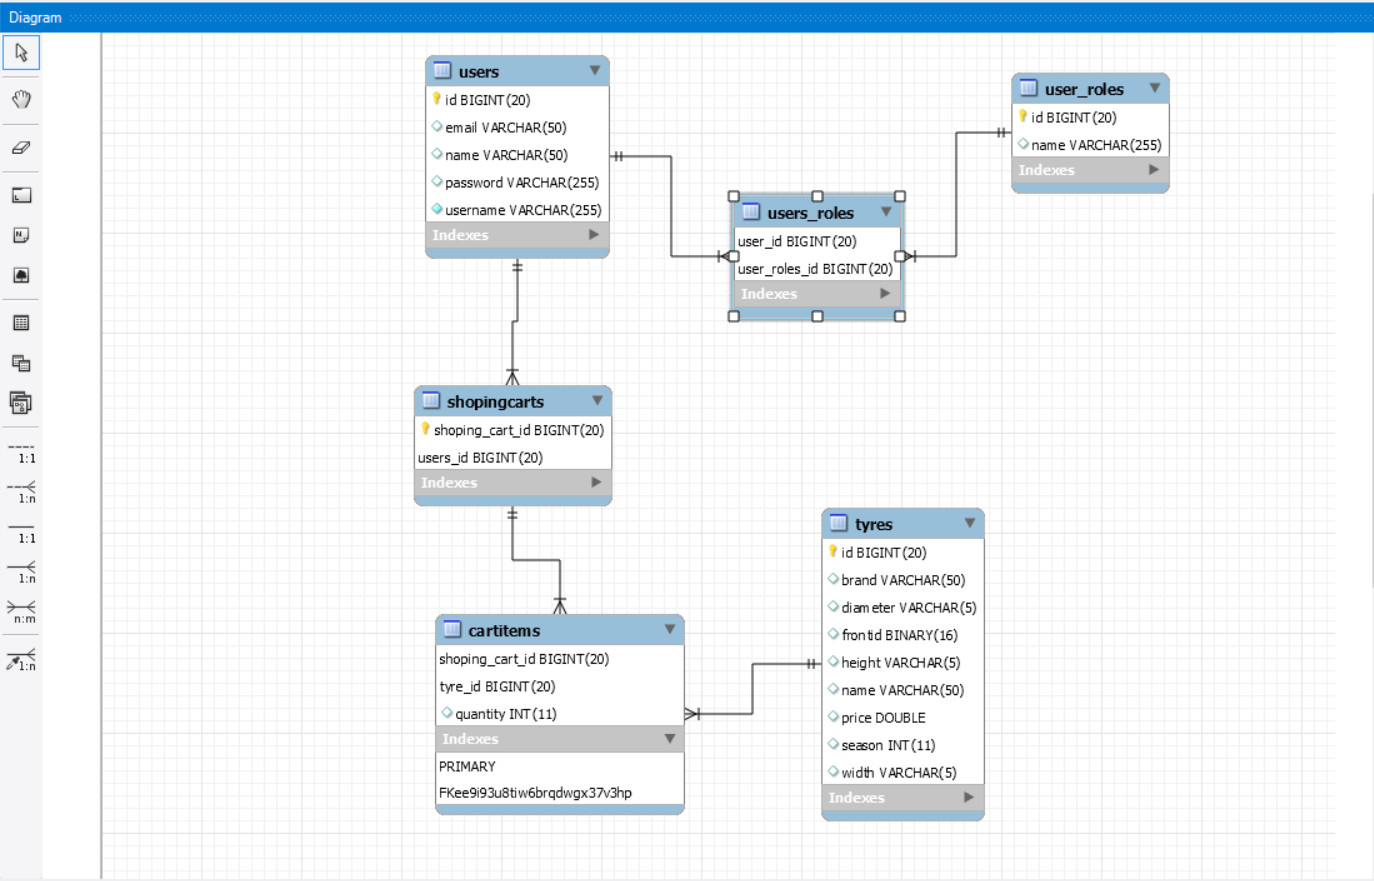 Diagram
users
id BIGINT(20)
email VARCHAR(50)
name VARCHAR(50)
password VARCHAR(255)
username VARCHAR(255)
Indexes
user_roles
id BIGINT(20)
name VARCHAR(255)
Indexes
users_roles
user_id BIGINT(20)
user_roles_id BIGINT(20)
Indexes
shopingcarts
shoping_cart_id BIGINT(20)
users_id BIGINT(20)
Indexes
1:1
1:n
1:1
1:n
n:m
1:n
tyres
id BIGINT(20)
brand VARCHAR(50)
diameter VARCHAR(5)
frontid BINARY(16)
height VARCHAR(5)
name VARCHAR(50)
price DOUBLE
season INT(11)
width VARCHAR(5)
Indexes
cartitems
shoping_cart_id BIGINT(20)
tyre_id BIGINT(20)
quantity INT(11)
Indexes
PRIMARY
FKee9i93u8tiw6brqdwgx37v3hp